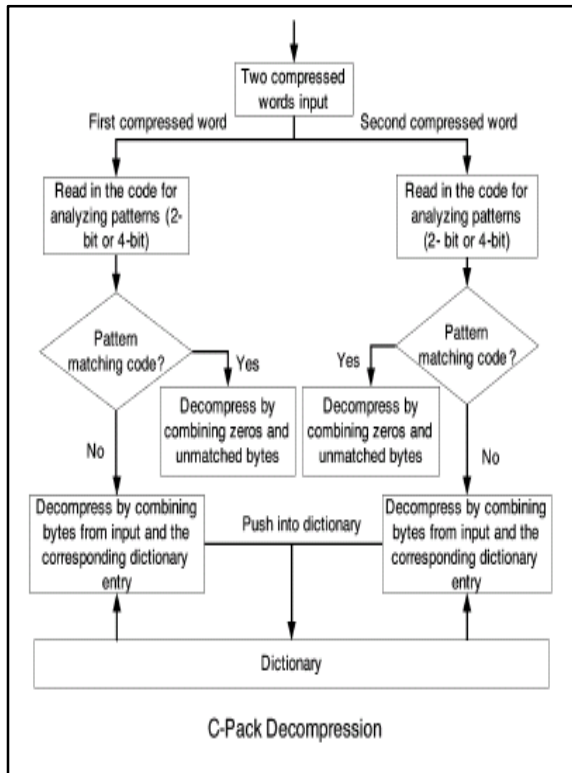 Two compressed
words input
First compressed word
Second compressed word
Read in the code for
analyzing patterns (2-
bit or 4-bit)
Read in the code for
analyzing patterns
(2- bit or 4-bit)
Pattern
matching code?
Pattern
matching code ?
Yes
Yes
Decompress by
combining zeros and
unmatched bytes
Decompress by
combining zeros and
unmatched bytes
No
No
Decompress by combining
bytes from input and the
corresponding dictionary
entry
Push into dictionary
Decompress by combining
bytes from input and the
corresponding dictionary
entry
Dictionary
C-Pack Decompression